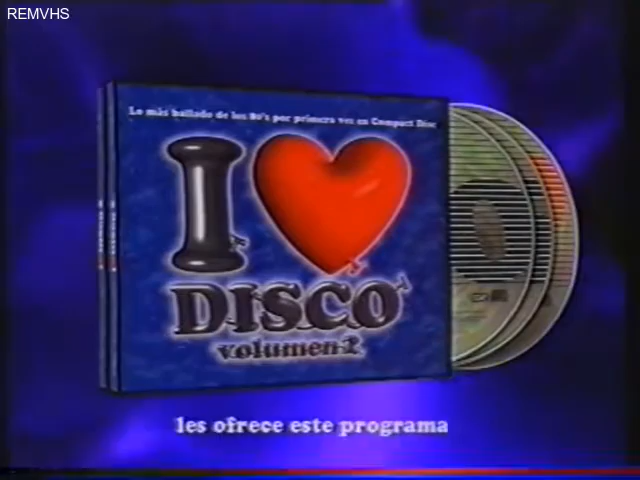 REMVHS
Lo más bailado de los 80's por primera vez en Compact Disc
I
DISCO
volumen 2
les ofrece este programa